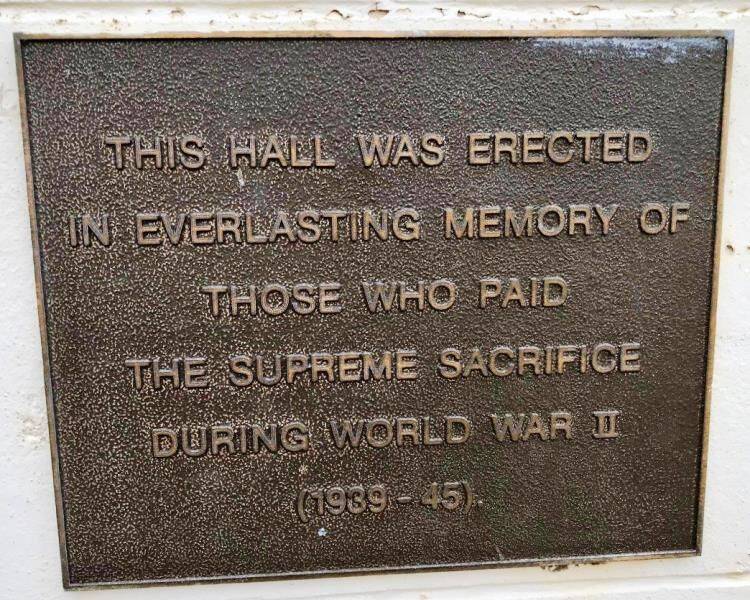 THIS HALL WAS ERECTED
IN EVERLASTING MEMORY OF
THOSE WHO PAID
THE SUPREME SACRIFICE
DURING WORLD WAR II
(1939 - 45).